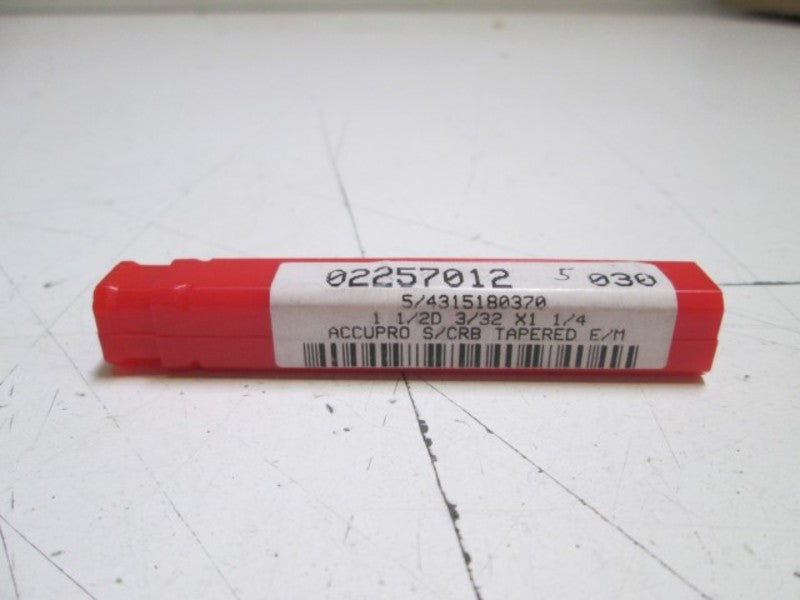 02257012 5 030
5/4315180370
1 1/2D 3/32 X1 1/4
ACCUPRO S/CRB TAPERED E/M